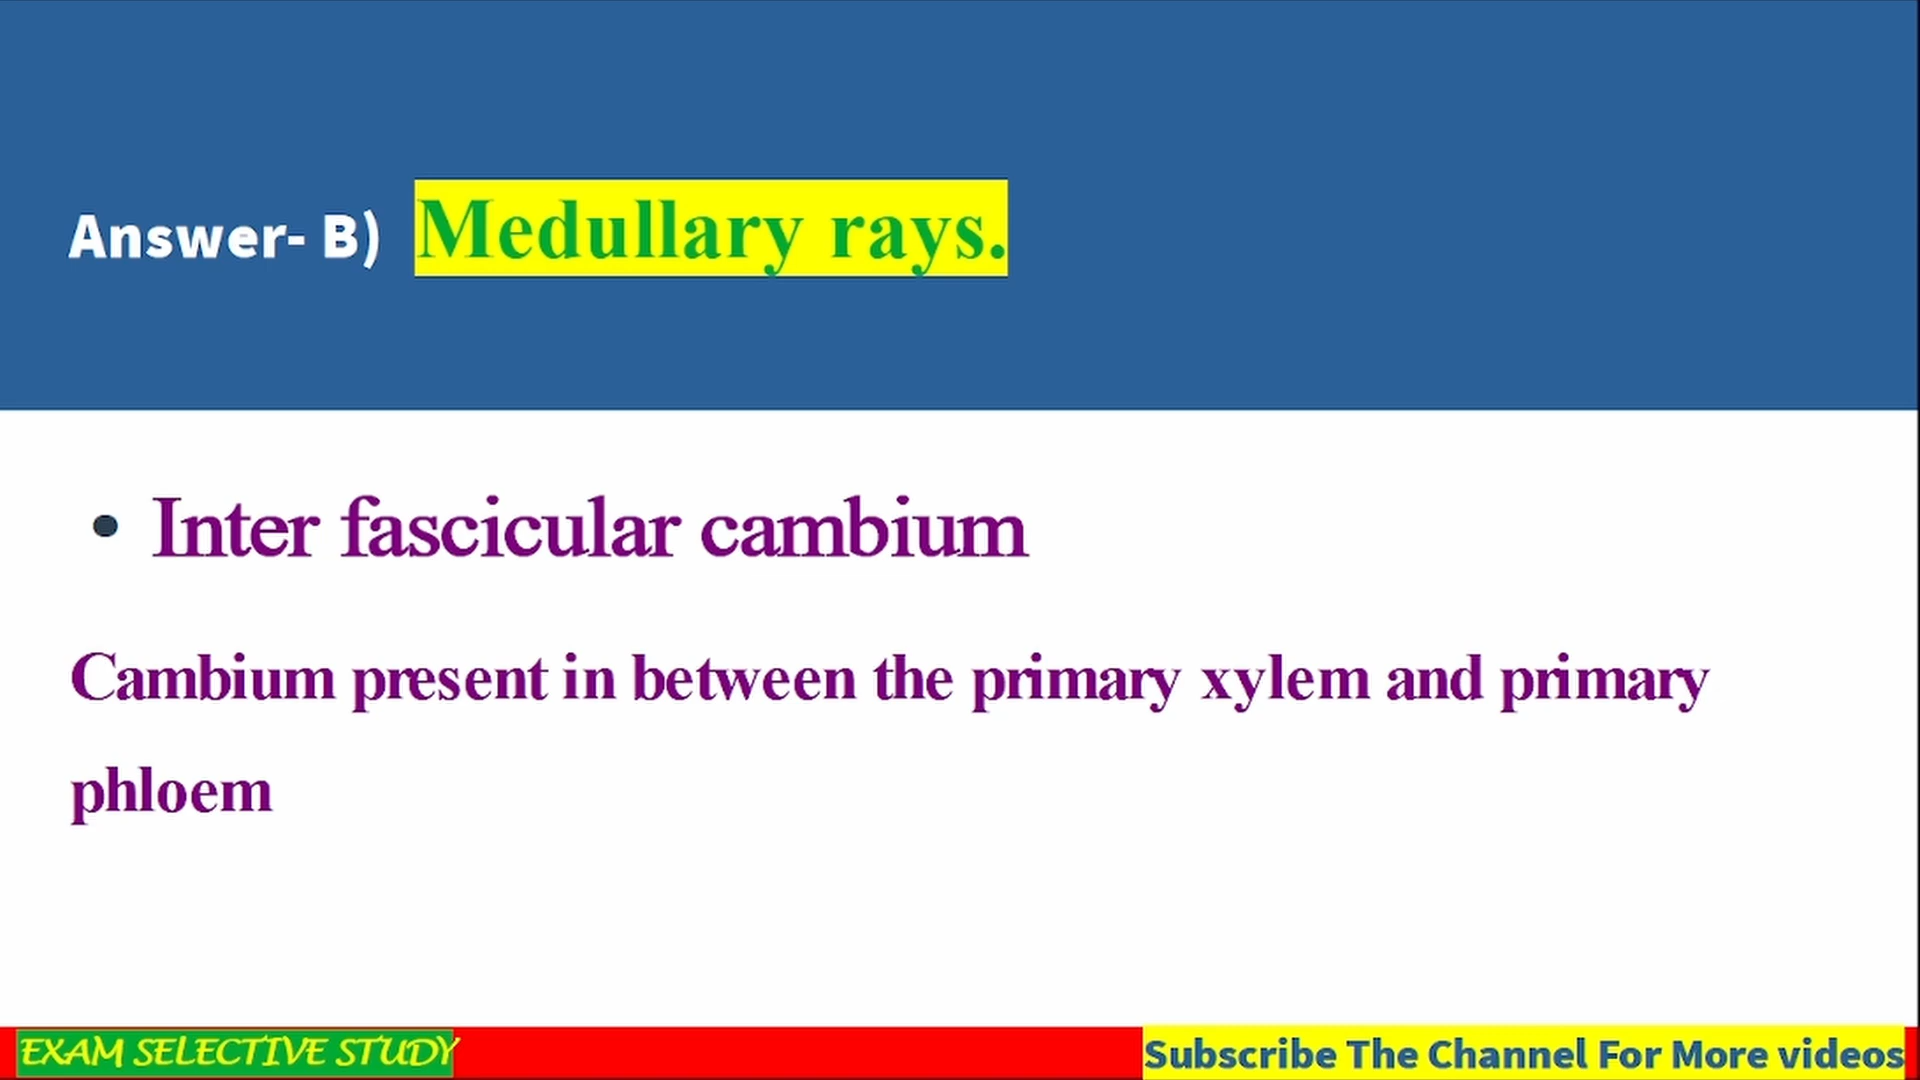 Answer- B) Medullary rays.
• Inter fascicular cambium
Cambium present in between the primary xylem and primary
phloem
EXAM SELECTIVE STUDY
Subscribe The Channel For More videos